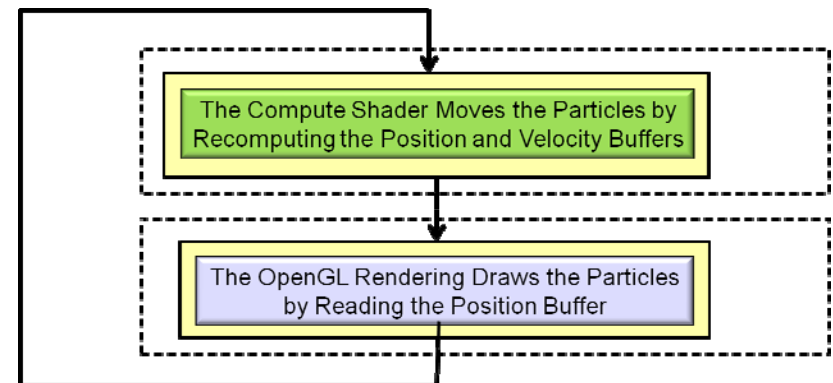 The Compute Shader Moves the Particles by
Recomputing the Position and Velocity Buffers
The OpenGL Rendering Draws the Particles
by Reading the Position Buffer